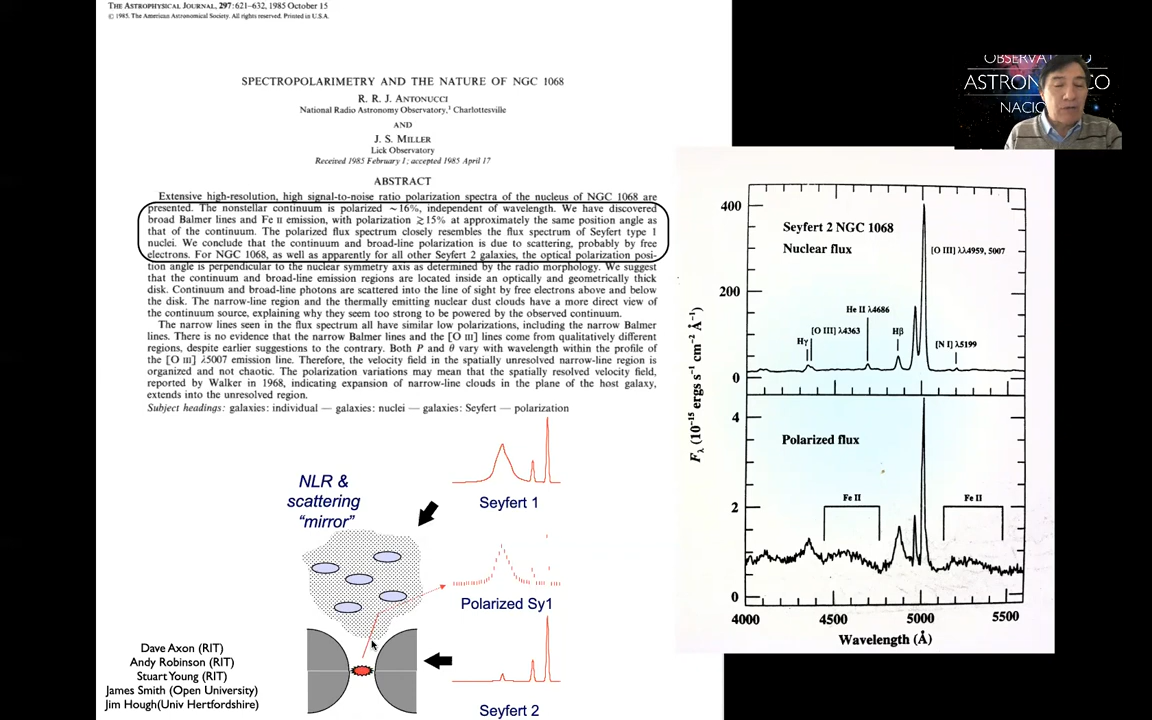 THE ASTROPHYSICAL JOURNAL, 297:621–632, 1985 October 15
© 1985. The American Astronomical Society. All rights reserved. Printed in U.S.A.
SPECTROPOLARIMETRY AND THE NATURE OF NGC 1068
R. R. J. ANTONUCCI
National Radio Astronomy Observatory,¹ Charlottesville
AND
J. S. MILLER
Lick Observatory
Received 1985 February 1; accepted 1985 April 17
ABSTRACT
Extensive high-resolution, high signal-to-noise ratio polarization spectra of the nucleus of NGC 1068 are
presented. The nonstellar continuum is polarized ~16%, independent of wavelength. We have discovered
broad Balmer lines and Fe II emission, with polarization ≳15% at approximately the same position angle as
that of the continuum. The polarized flux spectrum closely resembles the flux spectrum of Seyfert type 1
nuclei. We conclude that the continuum and broad-line polarization is due to scattering, probably by free
electrons. For NGC 1068, as well as apparently for all other Seyfert 2 galaxies, the optical polarization posi-
tion angle is perpendicular to the nuclear symmetry axis as determined by the radio morphology. We suggest
that the continuum and broad-line emission regions are located inside an optically and geometrically thick
disk. Continuum and broad-line photons are scattered into the line of sight by free electrons above and below
the disk. The narrow-line region and the thermally emitting nuclear dust clouds have a more direct view of
the continuum source, explaining why they seem too strong to be powered by the observed continuum.
The narrow lines seen in the flux spectrum all have similar low polarizations, including the narrow Balmer
lines. There is no evidence that the narrow Balmer lines and the [O III] lines come from qualitatively different
regions, despite earlier suggestions to the contrary. Both P and θ vary with wavelength within the profile of
the [O III] λ5007 emission line. Therefore, the velocity field in the spatially unresolved narrow-line region is
organized and not chaotic. The polarization variations may mean that the spatially resolved velocity field,
reported by Walker in 1968, indicating expansion of narrow-line clouds in the plane of the host galaxy,
extends into the unresolved region.
Subject headings: galaxies: individual — galaxies: nuclei — galaxies: Seyfert — polarization
NLR &
scattering
“mirror”
Seyfert 1
Polarized Sy1
Seyfert 2
Dave Axon (RIT)
Andy Robinson (RIT)
Stuart Young (RIT)
James Smith (Open University)
Jim Hough(Univ Hertfordshire)
Seyfert 2 NGC 1068
Nuclear flux
[O III] λλ4959, 5007
He II λ4686
[O III] λ4363
Hβ
Hγ
[N I] λ5199
400
200
0
Polarized flux
Fe II
Fe II
4
2
0
F λ (10⁻¹⁵ ergs s⁻¹ cm⁻² Å⁻¹)
4000 4500 5000 5500
Wavelength (Å)